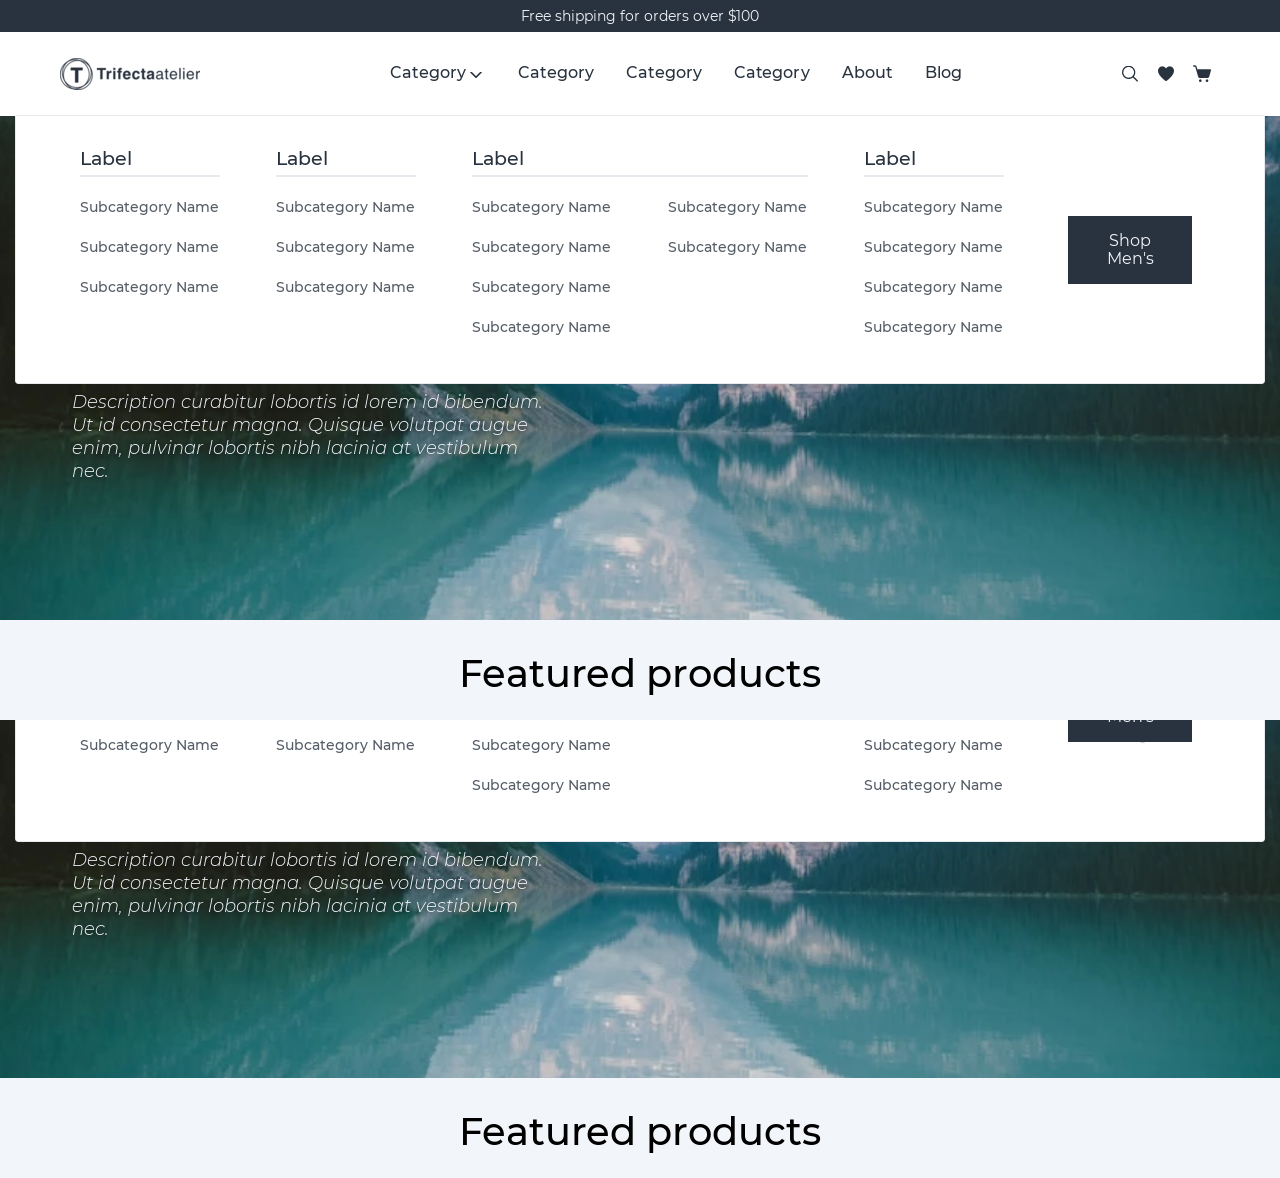 Free shipping for orders over $100
Trifectaatelier
Category Category Category Category About Blog
Label Label Label Label
Subcategory Name Subcategory Name Subcategory Name Subcategory Name Subcategory Name
Subcategory Name Subcategory Name Subcategory Name Subcategory Name Subcategory Name
Shop
Men's
Subcategory Name Subcategory Name Subcategory Name Subcategory Name
Subcategory Name Subcategory Name
Description curabitur lobortis id lorem id bibendum.
Ut id consectetur magna. Quisque volutpat augue
enim, pulvinar lobortis nibh lacinia at vestibulum
nec.
Featured products
Subcategory Name Subcategory Name Subcategory Name Subcategory Name
Subcategory Name Subcategory Name
Description curabitur lobortis id lorem id bibendum.
Ut id consectetur magna. Quisque volutpat augue
enim, pulvinar lobortis nibh lacinia at vestibulum
nec.
Featured products